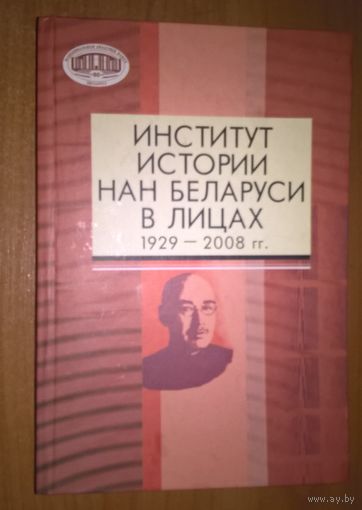 ИНСТИТУТ
ИСТОРИИ
НАН БЕЛАРУСИ
В ЛИЦАХ
1929 – 2008 гг.
www.ay.by